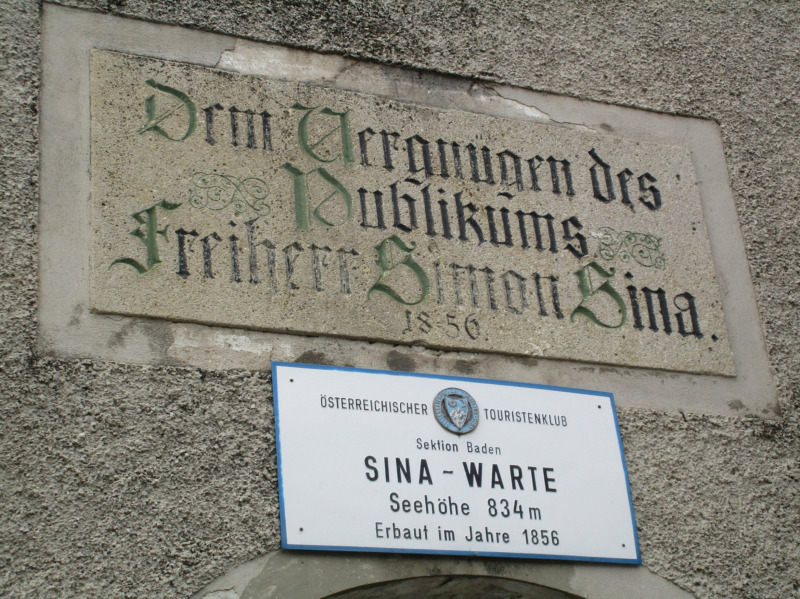 Dem Vergnügen des
Publikums
Freiherr Simon Sina.
1856.
ÖSTERREICHISCHER TOURISTENKLUB
Sektion Baden
SINA-WARTE
Seehöhe 834m
Erbaut im Jahre 1856